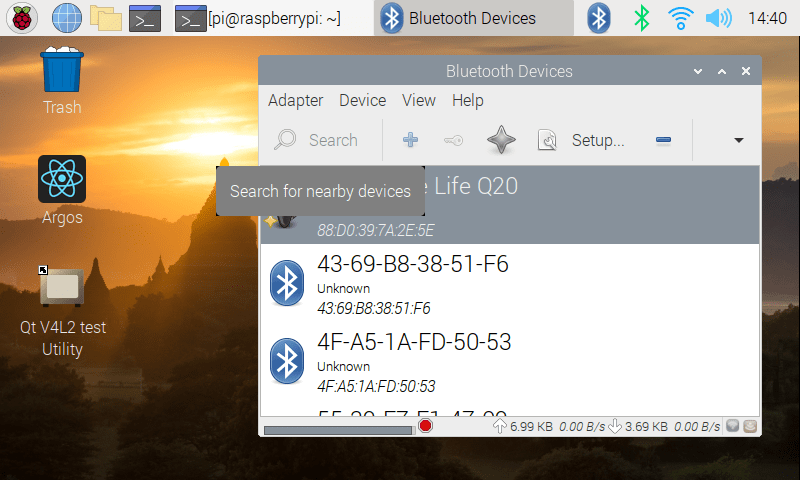 [pi@raspberrypi: ~]
Bluetooth Devices
14:40
Trash
Argos
Qt V4L2 test
Utility
Bluetooth Devices
Adapter Device View Help
Search
Setup...
Search for nearby devices
Life Q20
88:D0:39:7A:2E:5E
43-69-B8-38-51-F6
Unknown
43:69:B8:38:51:F6
4F-A5-1A-FD-50-53
Unknown
4F:A5:1A:FD:50:53
6.99 KB 0.00 B/s 3.69 KB 0.00 B/s